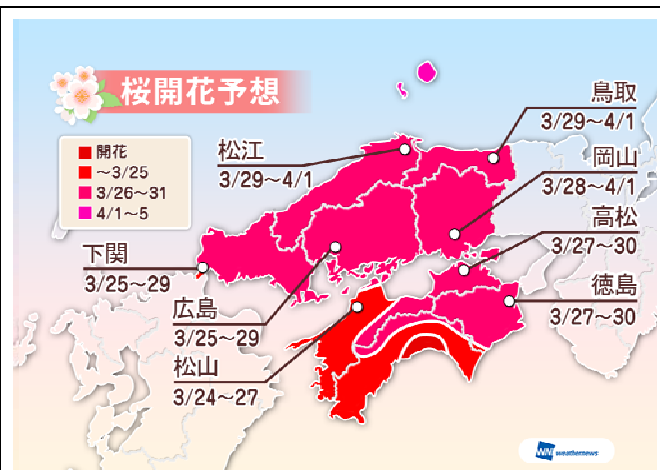 桜開花予想
開花
～3/25
3/26～31
4/1～5
鳥取
3/29～4/1
松江
3/29～4/1
岡山
3/28～4/1
高松
3/27～30
下関
3/25～29
徳島
3/27～30
広島
3/25～29
松山
3/24～27
WNI weathernews